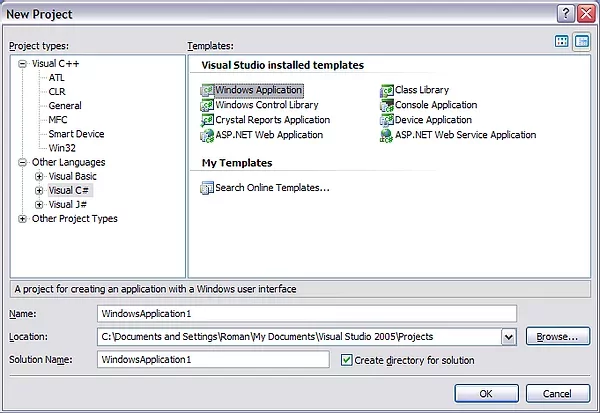 New Project
Project types:
Templates:
Visual C++
ATL
CLR
General
MFC
Smart Device
Win32
Other Languages
Visual Basic
Visual C#
Visual J#
Other Project Types
Visual Studio installed templates
Windows Application
Class Library
Windows Control Library
Console Application
Crystal Reports Application
Device Application
ASP.NET Web Application
ASP.NET Web Service Application
My Templates
Search Online Templates...
A project for creating an application with a Windows user interface
Name: WindowsApplication1
Location: C:\Documents and Settings\Roman\My Documents\Visual Studio 2005\Projects Browse...
Solution Name: WindowsApplication1 Create directory for solution
OK Cancel